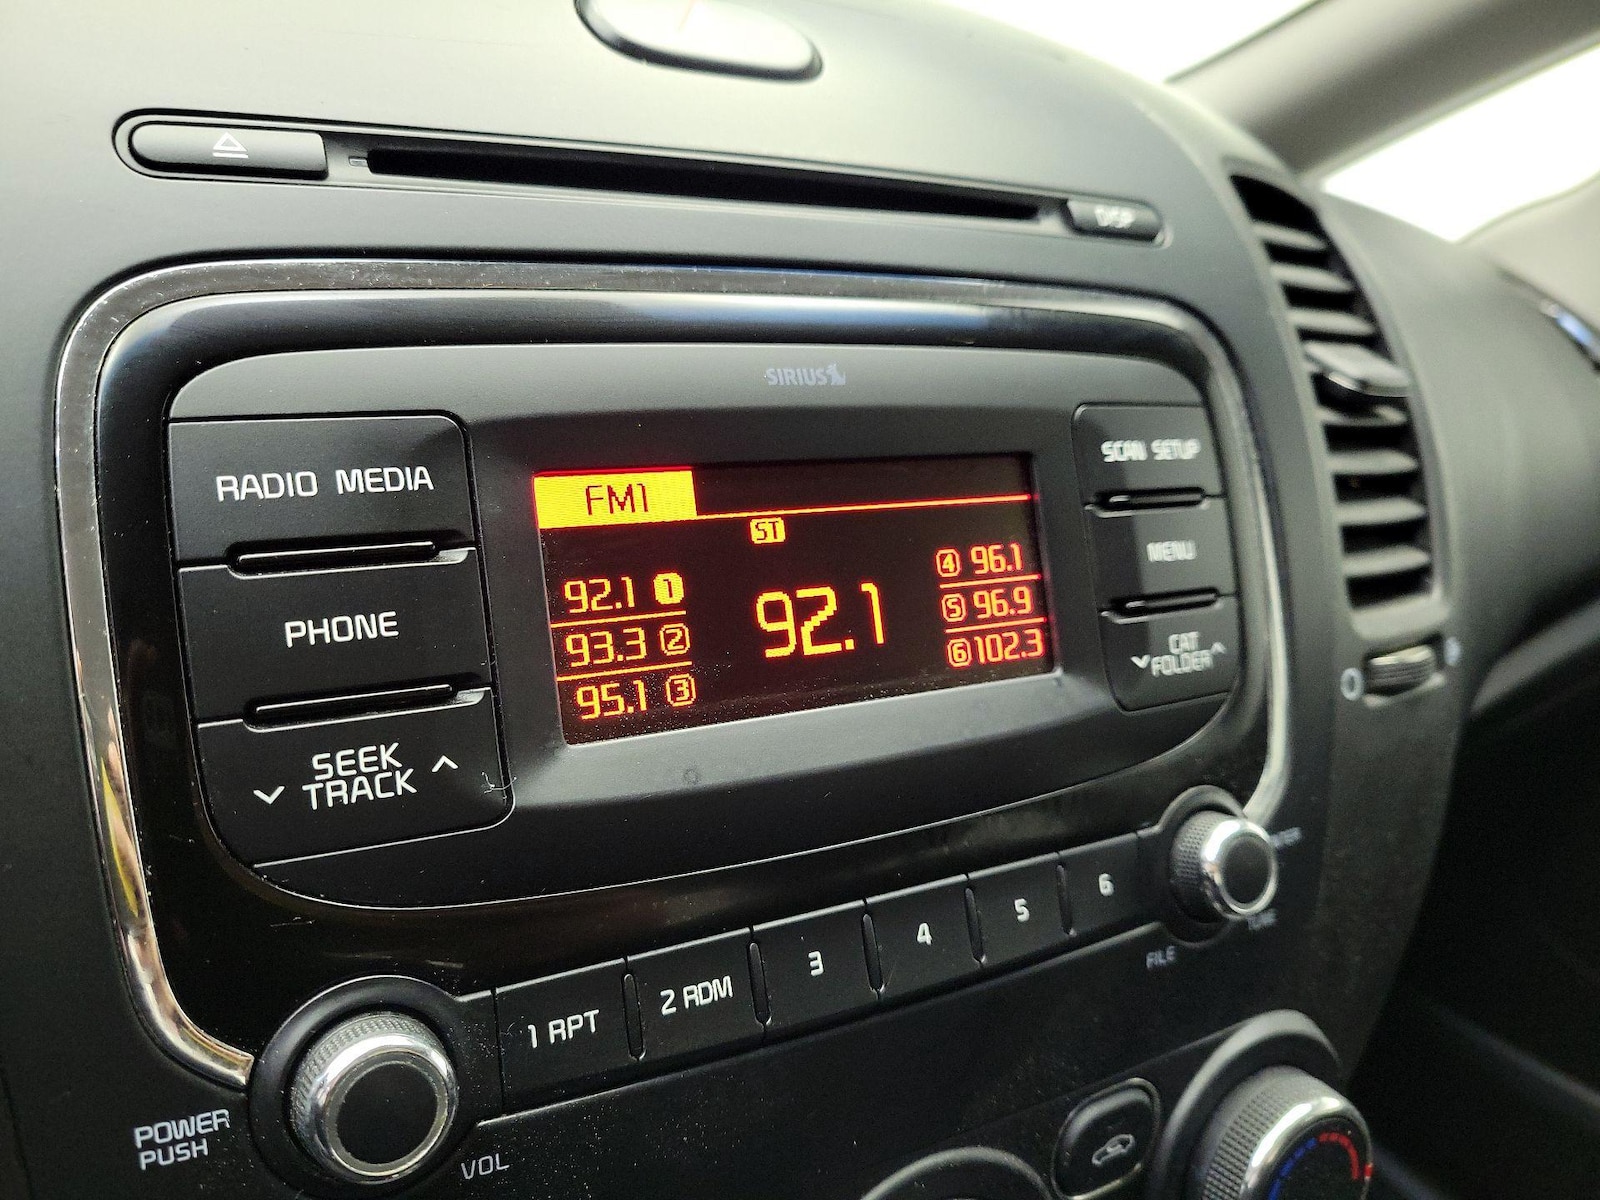 DISP
SIRIUS
RADIO MEDIA
PHONE
SEEK
TRACK
FM1
ST
92.1 1
93.3 2
95.1 3
92.1
4 96.1
5 96.9
6 102.3
SCAN SETUP
MENU
CAT
FOLDER
1 RPT
2 RDM
3
4
5
6
FILE
TUNE
POWER
PUSH
VOL